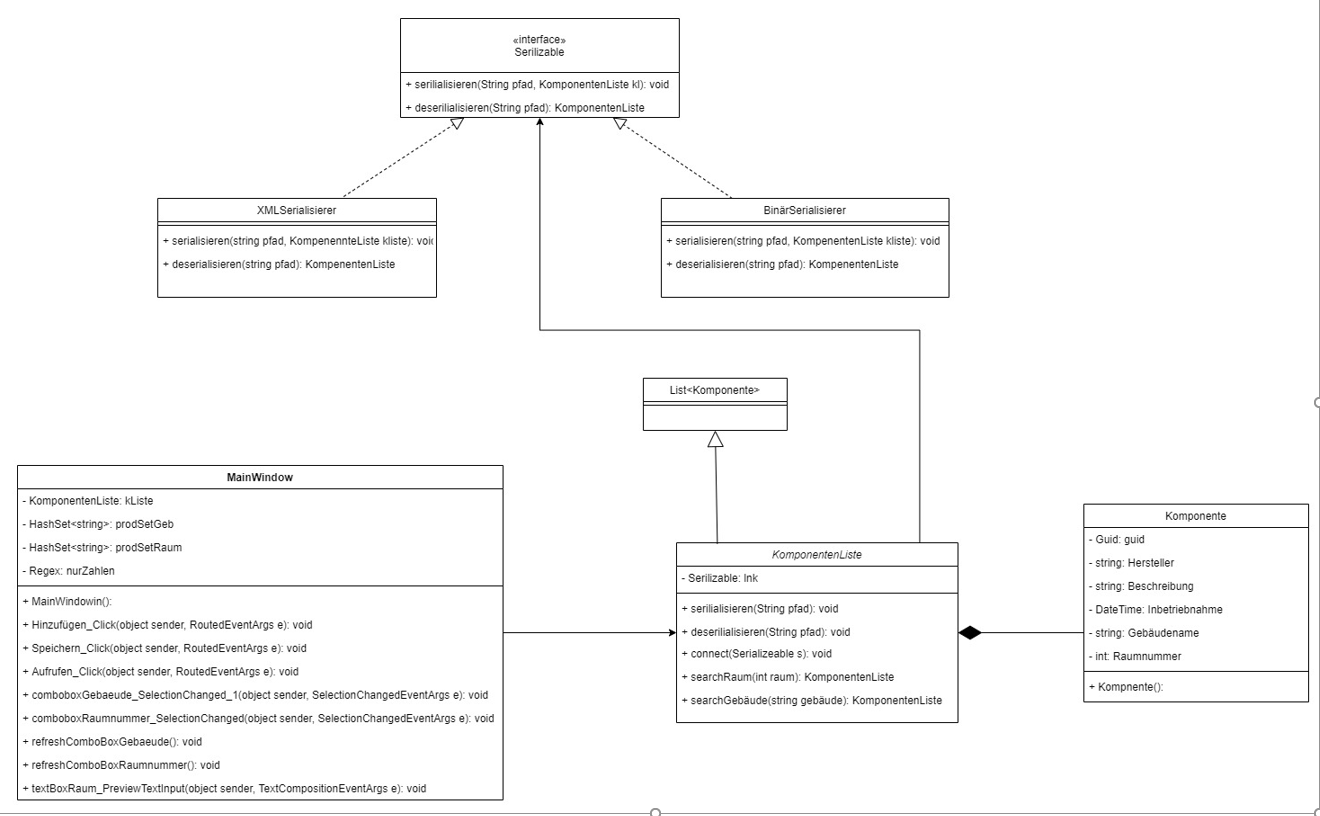 «interface»
Serilizable
+ serilialisieren(String pfad, KomponentenListe kl): void
+ deserilialisieren(String pfad): KomponentenListe
XMLSerialisierer
+ serialisieren(string pfad, KompenennteListe kliste): void
+ deserialisieren(string pfad): KompenentenListe
BinärSerialisierer
+ serialisieren(string pfad, KompenentenListe kliste): void
+ deserialisieren(string pfad): KompenentenListe
List<Komponente>
MainWindow
- KomponentenListe: kListe
- HashSet<string>: prodSetGeb
- HashSet<string>: prodSetRaum
- Regex: nurZahlen
+ MainWindowin():
+ Hinzufügen_Click(object sender, RoutedEventArgs e): void
+ Speichern_Click(object sender, RoutedEventArgs e): void
+ Aufrufen_Click(object sender, RoutedEventArgs e): void
+ comboboxGebaeude_SelectionChanged_1(object sender, SelectionChangedEventArgs e): void
+ comboboxRaumnummer_SelectionChanged(object sender, SelectionChangedEventArgs e): void
+ refreshComboBoxGebaeude(): void
+ refreshComboBoxRaumnummer(): void
+ textBoxRaum_PreviewTextInput(object sender, TextCompositionEventArgs e): void
KomponentenListe
- Serilizable: lnk
+ serilialisieren(String pfad): void
+ deserilialisieren(String pfad): void
+ connect(Serializeable s): void
+ searchRaum(int raum): KomponentenListe
+ searchGebäude(string gebäude): KomponentenListe
Komponente
- Guid: guid
- string: Hersteller
- string: Beschreibung
- DateTime: Inbetriebnahme
- string: Gebäudename
- int: Raumnummer
+ Kompnente():